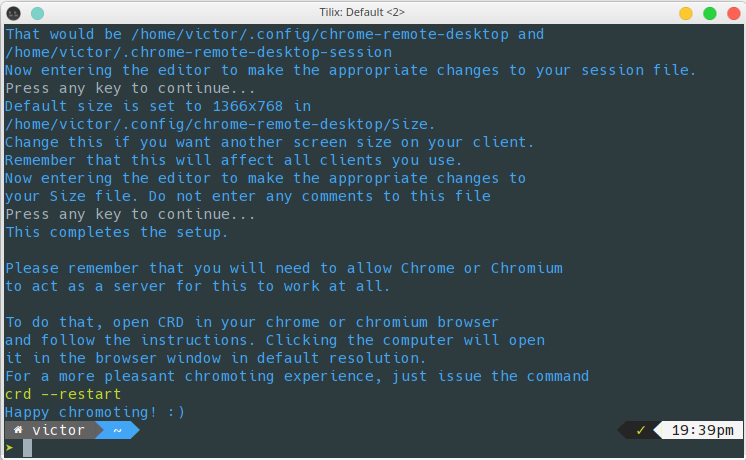 Tilix: Default <2>
That would be /home/victor/.config/chrome-remote-desktop and
/home/victor/.chrome-remote-desktop-session
Now entering the editor to make the appropriate changes to your session file.
Press any key to continue...
Default size is set to 1366x768 in
/home/victor/.config/chrome-remote-desktop/Size.
Change this if you want another screen size on your client.
Remember that this will affect all clients you use.
Now entering the editor to make the appropriate changes to
your Size file. Do not enter any comments to this file
Press any key to continue...
This completes the setup.
Please remember that you will need to allow Chrome or Chromium
to act as a server for this to work at all.
To do that, open CRD in your chrome or chromium browser
and follow the instructions. Clicking the computer will open
it in the browser window in default resolution.
For a more pleasant chromoting experience, just issue the command
crd --restart
Happy chromoting! :)
victor ~ ✓ 19:39pm
➤